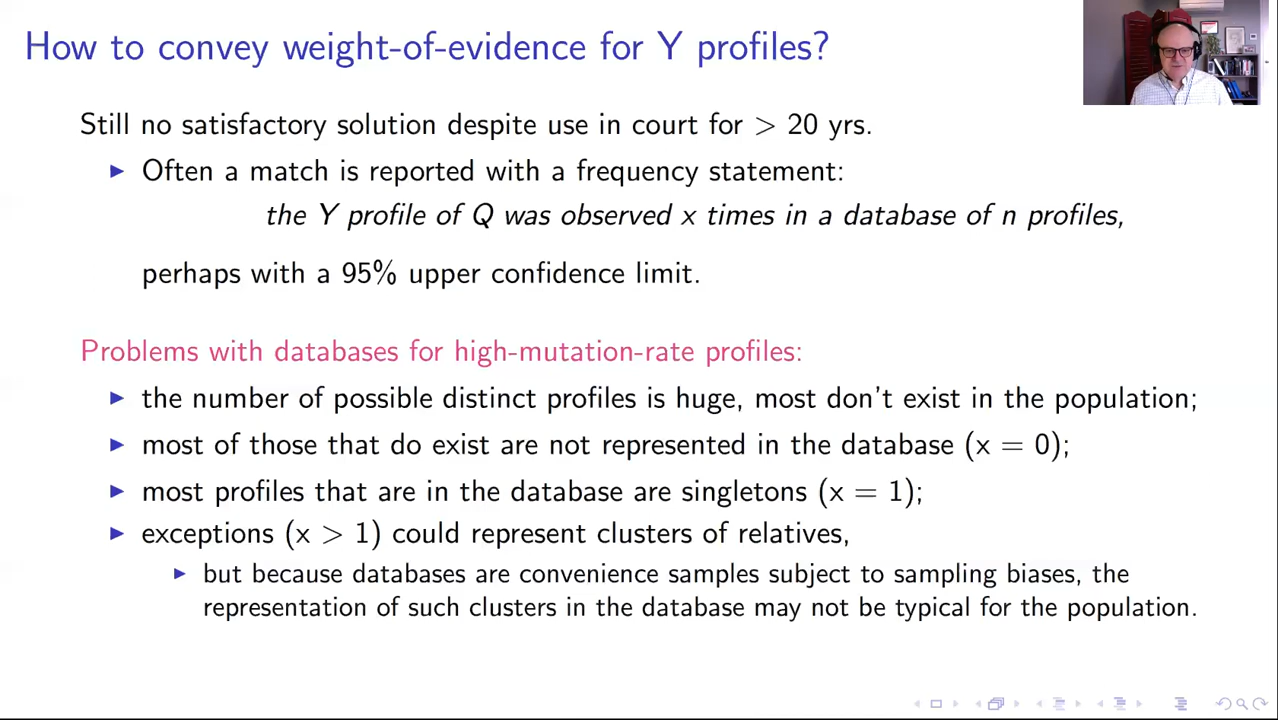 How to convey weight-of-evidence for Y profiles?
Still no satisfactory solution despite use in court for > 20 yrs.
▶ Often a match is reported with a frequency statement:
the Y profile of Q was observed x times in a database of n profiles,
perhaps with a 95% upper confidence limit.
Problems with databases for high-mutation-rate profiles:
▶ the number of possible distinct profiles is huge, most don't exist in the population;
▶ most of those that do exist are not represented in the database (x = 0);
▶ most profiles that are in the database are singletons (x = 1);
▶ exceptions (x > 1) could represent clusters of relatives,
▶ but because databases are convenience samples subject to sampling biases, the
representation of such clusters in the database may not be typical for the population.